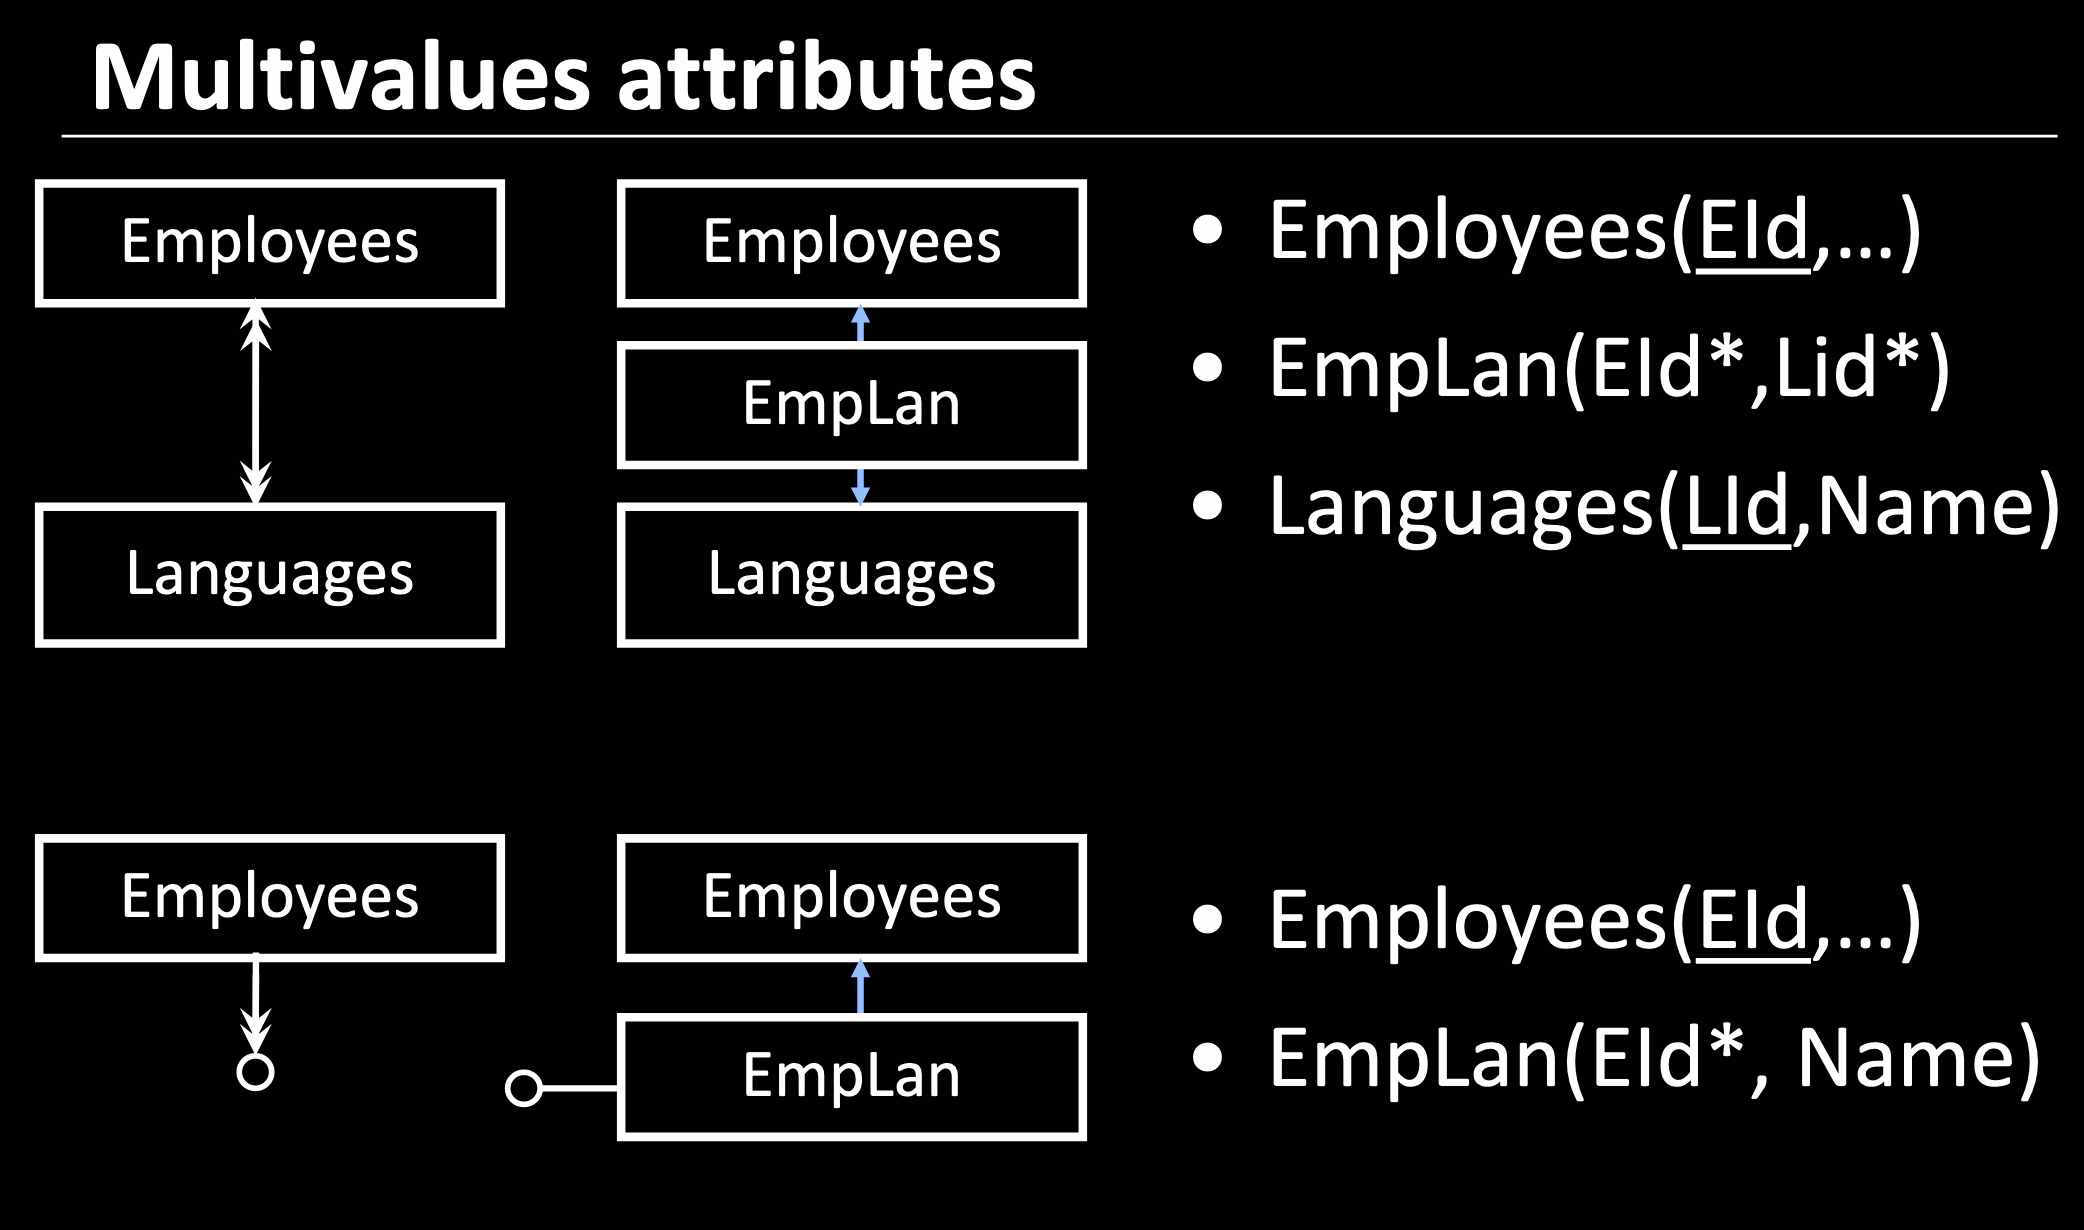 Multivalues attributes
Employees
Languages
Employees
EmpLan
Languages
• Employees(EId,...)
• EmpLan(EId*,Lid*)
• Languages(LId,Name)
Employees
Employees
EmpLan
• Employees(EId,...)
• EmpLan(EId*, Name)